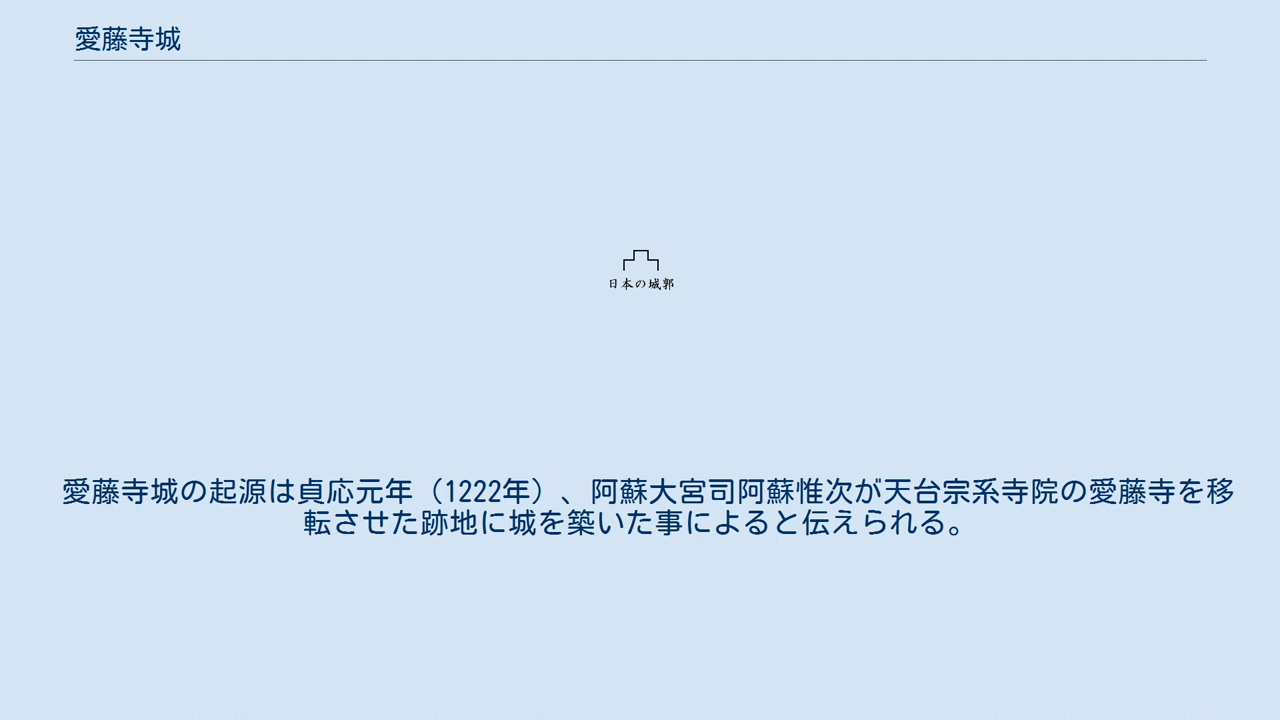 愛藤寺城
日本の城郭
愛藤寺城の起源は貞応元年（1222年）、阿蘇大宮司阿蘇惟次が天台宗系寺院の愛藤寺を移
転させた跡地に城を築いた事によると伝えられる。